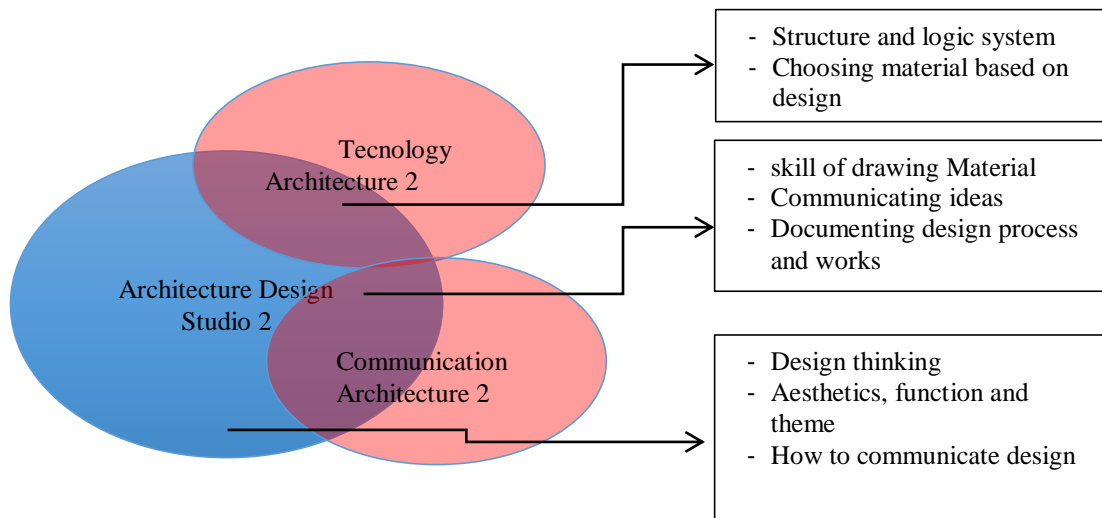 Tecnology
Architecture 2
Architecture Design
Studio 2
Communication
Architecture 2
- Structure and logic system
- Choosing material based on
design
- skill of drawing Material
- Communicating ideas
- Documenting design process
and works
- Design thinking
- Aesthetics, function and
theme
- How to communicate design